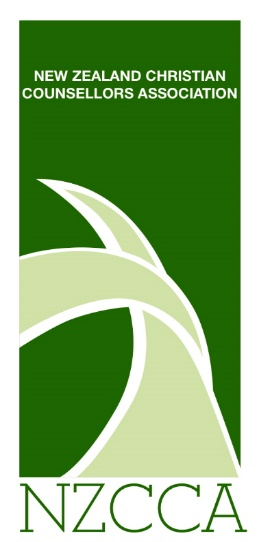 NEW ZEALAND CHRISTIAN
COUNSELLORS ASSOCIATION
NZCCA